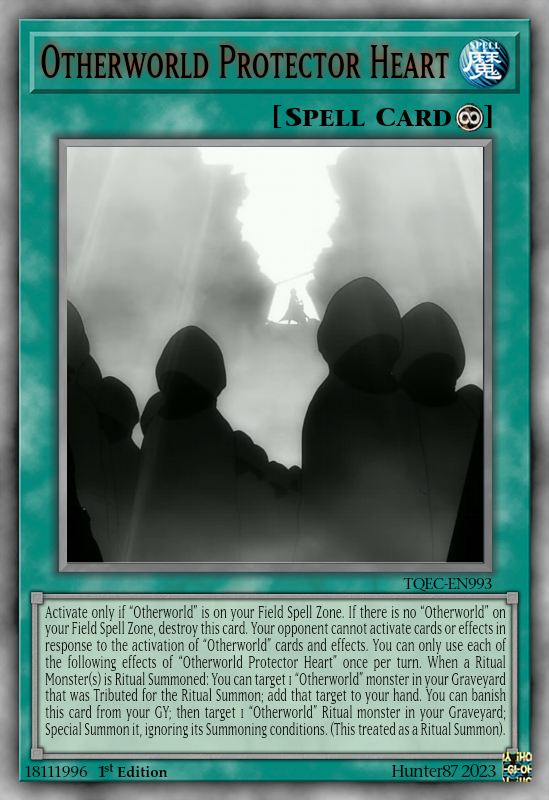 Otherworld Protector Heart
SPELL
魔
[Spell Card]
TQEC-EN993
Activate only if “Otherworld” is on your Field Spell Zone. If there is no “Otherworld” on
your Field Spell Zone, destroy this card. Your opponent cannot activate cards or effects in
response to the activation of “Otherworld” cards and effects. You can only use each of
the following effects of “Otherworld Protector Heart” once per turn. When a Ritual
Monster(s) is Ritual Summoned: You can target 1 “Otherworld” monster in your Graveyard
that was Tributed for the Ritual Summon; add that target to your hand. You can banish
this card from your GY; then target 1 “Otherworld” Ritual monster in your Graveyard;
Special Summon it, ignoring its Summoning conditions. (This treated as a Ritual Summon).
18111996 1st Edition
Hunter87 2023